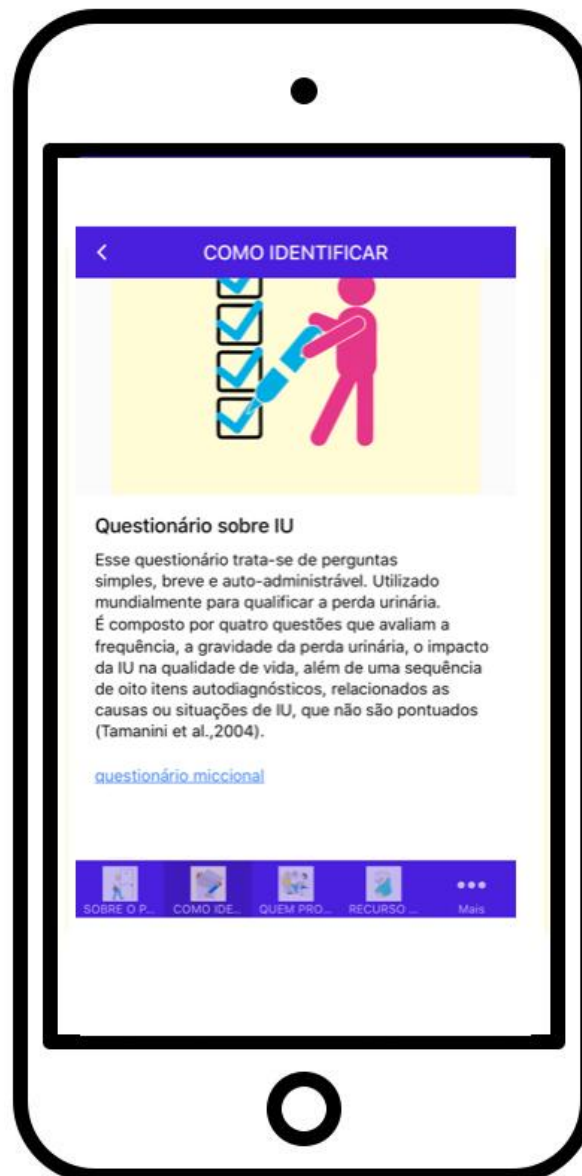 COMO IDENTIFICAR
Questionário sobre IU
Esse questionário trata-se de perguntas
simples, breve e auto-administrável. Utilizado
mundialmente para qualificar a perda urinária.
É composto por quatro questões que avaliam a
frequência, a gravidade da perda urinária, o impacto
da IU na qualidade de vida, além de uma sequência
de oito itens autodiagnósticos, relacionados as
causas ou situações de IU, que não são pontuados
(Tamanini et al.,2004).
questionário miccional
SOBRE O P... COMO IDE... QUEM PRO... RECURSO ... Mais